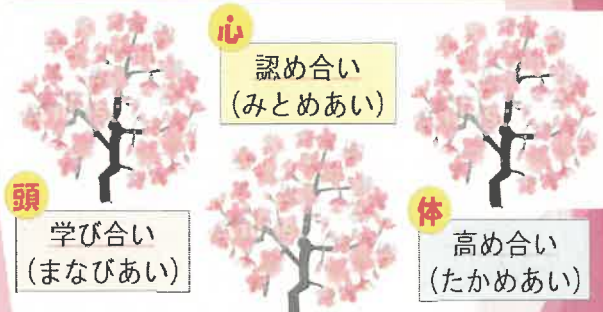 心
認め合い
(みとめあい)
頭
学び合い
(まなびあい)
体
高め合い
(たかめあい)